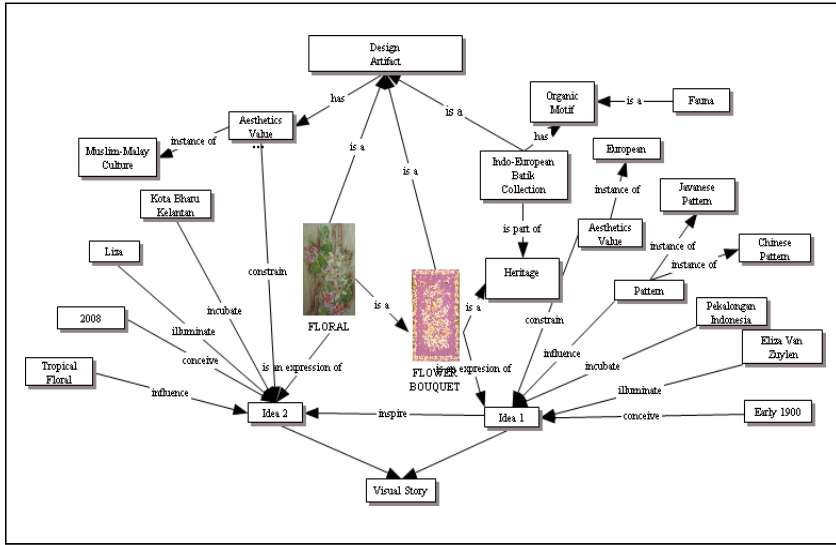 Design
Artifact
has
is a
Organic
Motif
is a
Fauna
Aesthetics
Value
...
instance of
Muslim-Malay
Culture
is a
is a
has
European
Indo-European
Batik
Collection
Kota Bharu
Kelantan
instance of
Javanese
Pattern
is part of
Aesthetics
Value
Chinese
Pattern
Liza
constrain
instance of
instance of
Heritage
Pattern
2008
incubate
is a
is a
FLORAL
constrain
Pekalongan
Indonesia
illuminate
influence
incubate
Eliza Van
Zuylen
conceive
is an expression of
is an expresion of
FLOWER
BOUQUET
Tropical
Floral
influence
illuminate
Idea 2
inspire
Idea 1
conceive
Early 1900
Visual Story